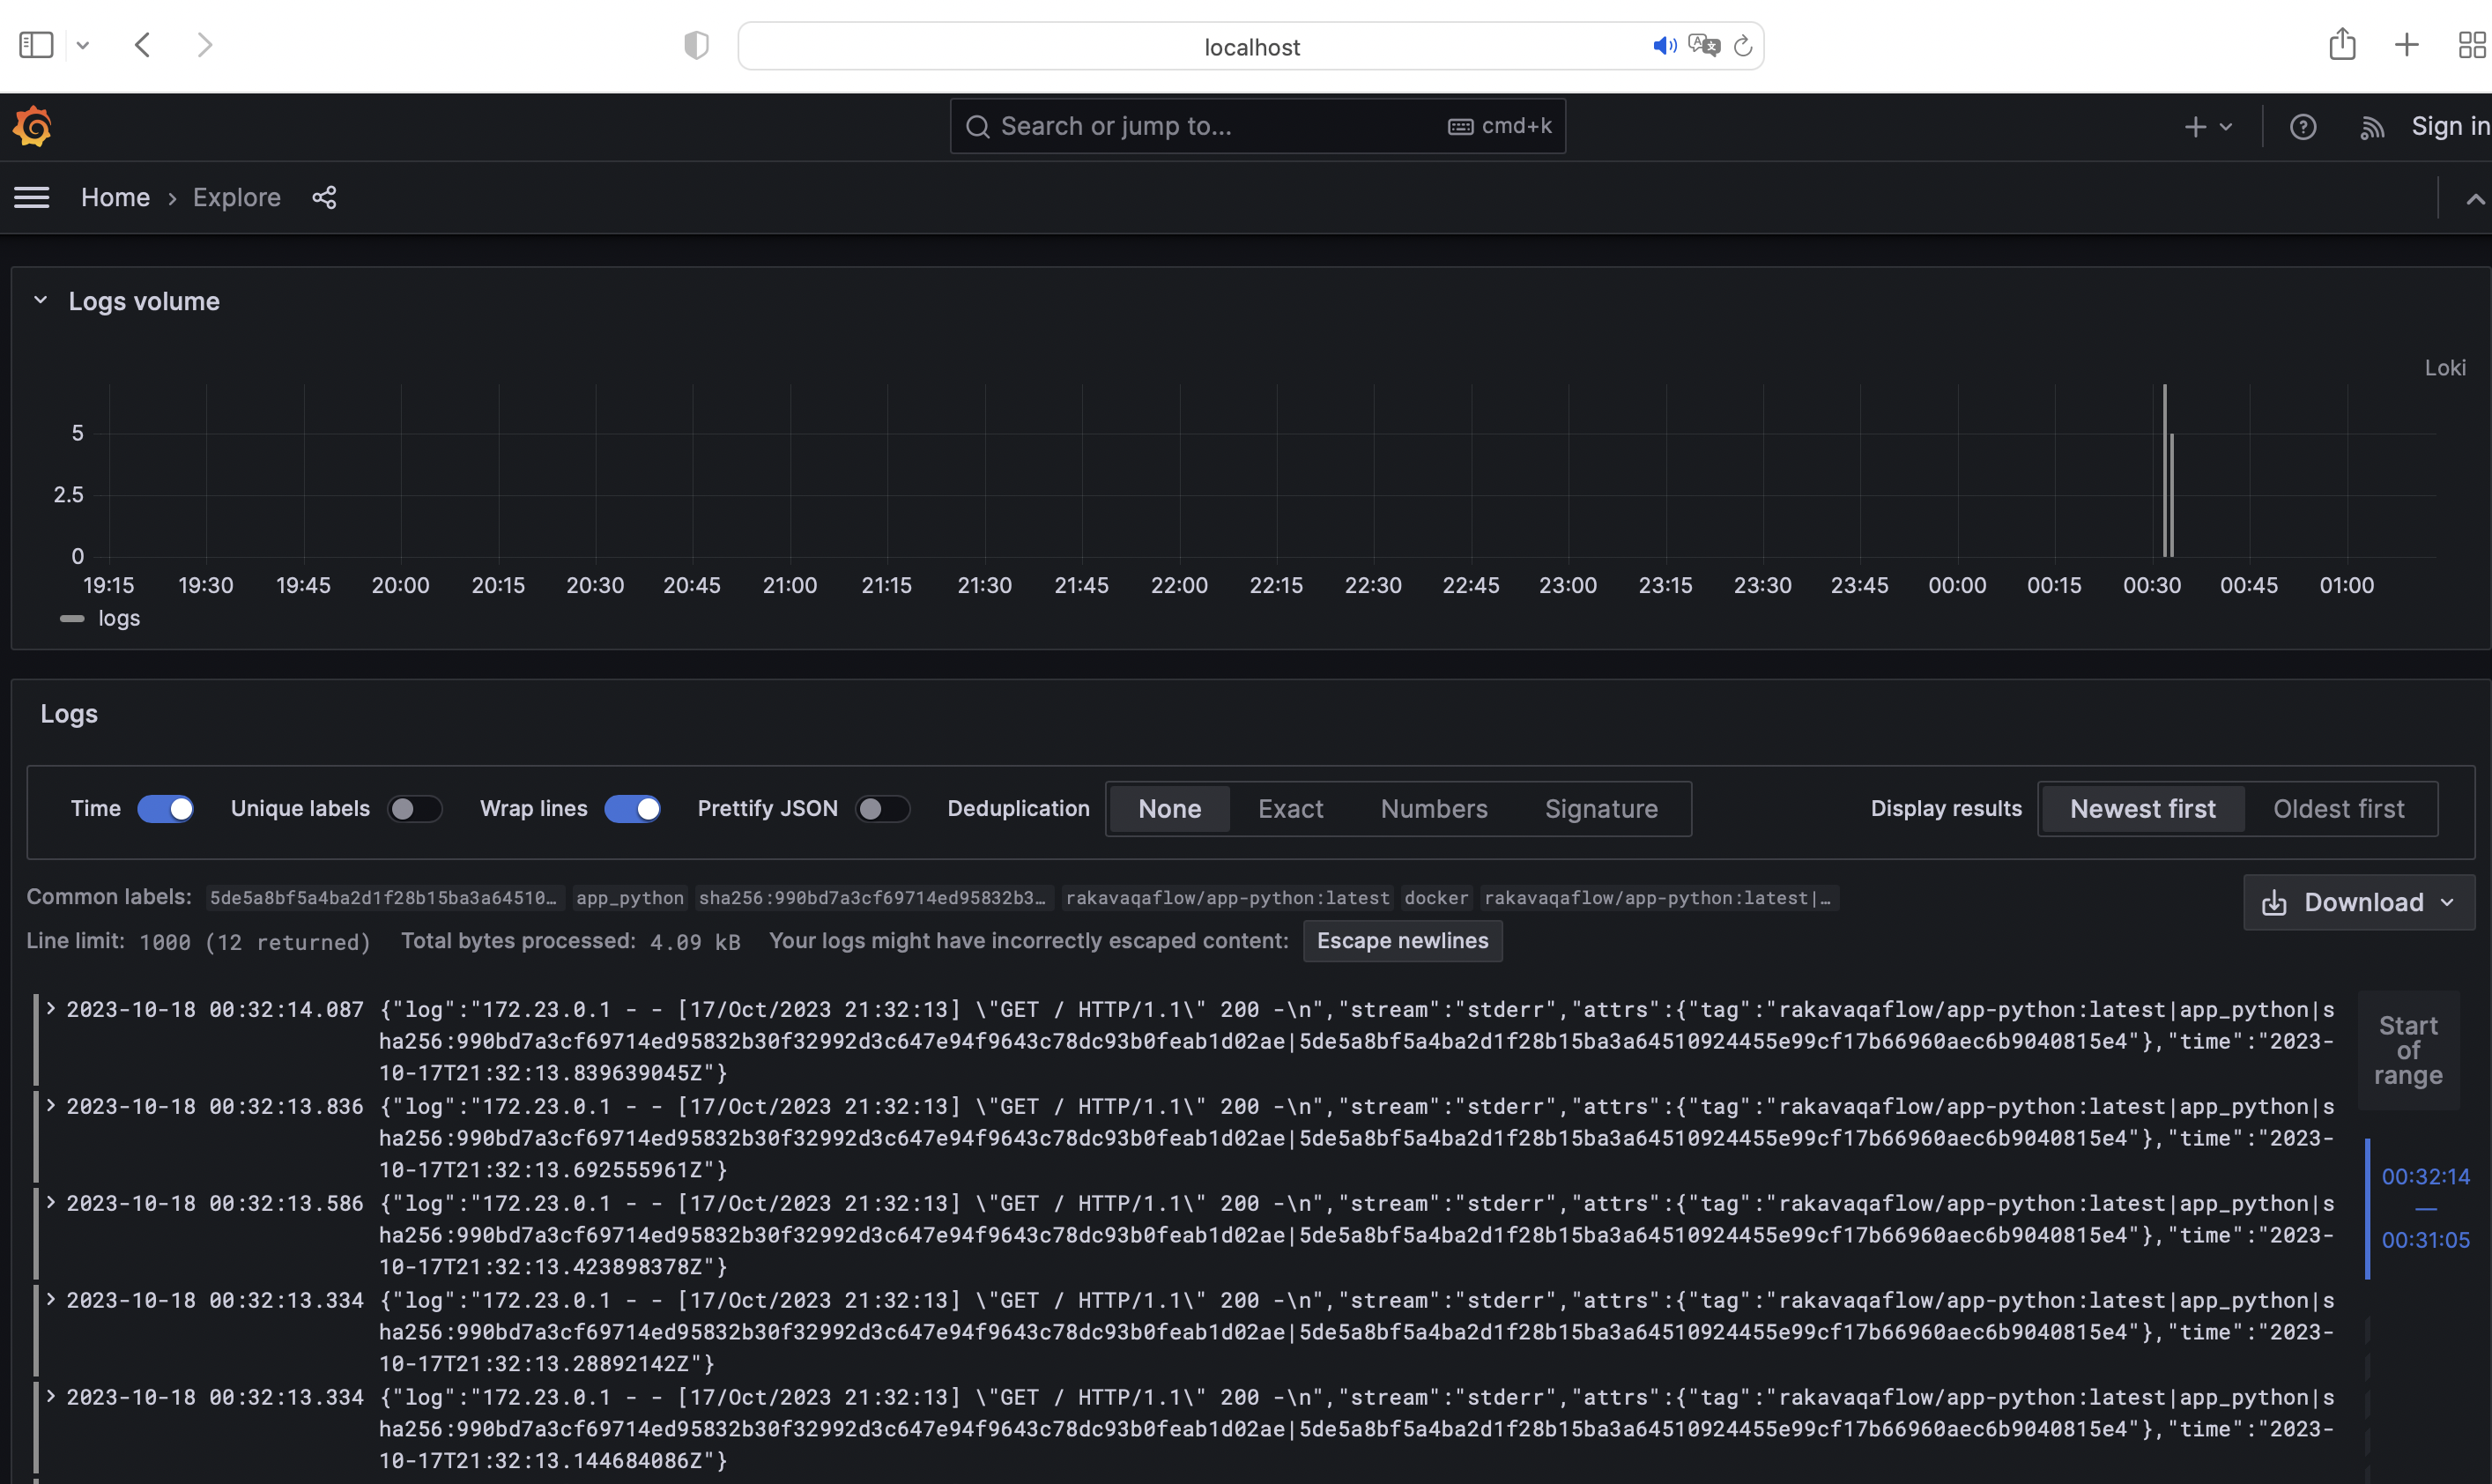 localhost
Search or jump to...
cmd+k
Sign in
Home › Explore
Logs volume
Loki
5
2.5
0
19:15 19:30 19:45 20:00 20:15 20:30 20:45 21:00 21:15 21:30 21:45 22:00 22:15 22:30 22:45 23:00 23:15 23:30 23:45 00:00 00:15 00:30 00:45 01:00
logs
Logs
Time Unique labels Wrap lines Prettify JSON Deduplication None Exact Numbers Signature Display results Newest first Oldest first
Common labels: 5de5a8bf5a4ba2d1f28b15ba3a64510… app_python sha256:990bd7a3cf69714ed95832b3… rakavaqaflow/app-python:latest docker rakavaqaflow/app-python:latest|…
Download
Line limit: 1000 (12 returned) Total bytes processed: 4.09 kB Your logs might have incorrectly escaped content: Escape newlines
2023-10-18 00:32:14.087 {"log":"172.23.0.1 - - [17/Oct/2023 21:32:13] \"GET / HTTP/1.1\" 200 -\n","stream":"stderr","attrs":{"tag":"rakavaqaflow/app-python:latest|app_python|s
ha256:990bd7a3cf69714ed95832b30f32992d3c647e94f9643c78dc93b0feab1d02ae|5de5a8bf5a4ba2d1f28b15ba3a64510924455e99cf17b66960aec6b9040815e4"},"time":"2023-
10-17T21:32:13.839639045Z"}
2023-10-18 00:32:13.836 {"log":"172.23.0.1 - - [17/Oct/2023 21:32:13] \"GET / HTTP/1.1\" 200 -\n","stream":"stderr","attrs":{"tag":"rakavaqaflow/app-python:latest|app_python|s
ha256:990bd7a3cf69714ed95832b30f32992d3c647e94f9643c78dc93b0feab1d02ae|5de5a8bf5a4ba2d1f28b15ba3a64510924455e99cf17b66960aec6b9040815e4"},"time":"2023-
10-17T21:32:13.692555961Z"}
2023-10-18 00:32:13.586 {"log":"172.23.0.1 - - [17/Oct/2023 21:32:13] \"GET / HTTP/1.1\" 200 -\n","stream":"stderr","attrs":{"tag":"rakavaqaflow/app-python:latest|app_python|s
ha256:990bd7a3cf69714ed95832b30f32992d3c647e94f9643c78dc93b0feab1d02ae|5de5a8bf5a4ba2d1f28b15ba3a64510924455e99cf17b66960aec6b9040815e4"},"time":"2023-
10-17T21:32:13.423898378Z"}
2023-10-18 00:32:13.334 {"log":"172.23.0.1 - - [17/Oct/2023 21:32:13] \"GET / HTTP/1.1\" 200 -\n","stream":"stderr","attrs":{"tag":"rakavaqaflow/app-python:latest|app_python|s
ha256:990bd7a3cf69714ed95832b30f32992d3c647e94f9643c78dc93b0feab1d02ae|5de5a8bf5a4ba2d1f28b15ba3a64510924455e99cf17b66960aec6b9040815e4"},"time":"2023-
10-17T21:32:13.28892142Z"}
2023-10-18 00:32:13.334 {"log":"172.23.0.1 - - [17/Oct/2023 21:32:13] \"GET / HTTP/1.1\" 200 -\n","stream":"stderr","attrs":{"tag":"rakavaqaflow/app-python:latest|app_python|s
ha256:990bd7a3cf69714ed95832b30f32992d3c647e94f9643c78dc93b0feab1d02ae|5de5a8bf5a4ba2d1f28b15ba3a64510924455e99cf17b66960aec6b9040815e4"},"time":"2023-
10-17T21:32:13.144684086Z"}
Start
of
range
00:32:14
—
00:31:05